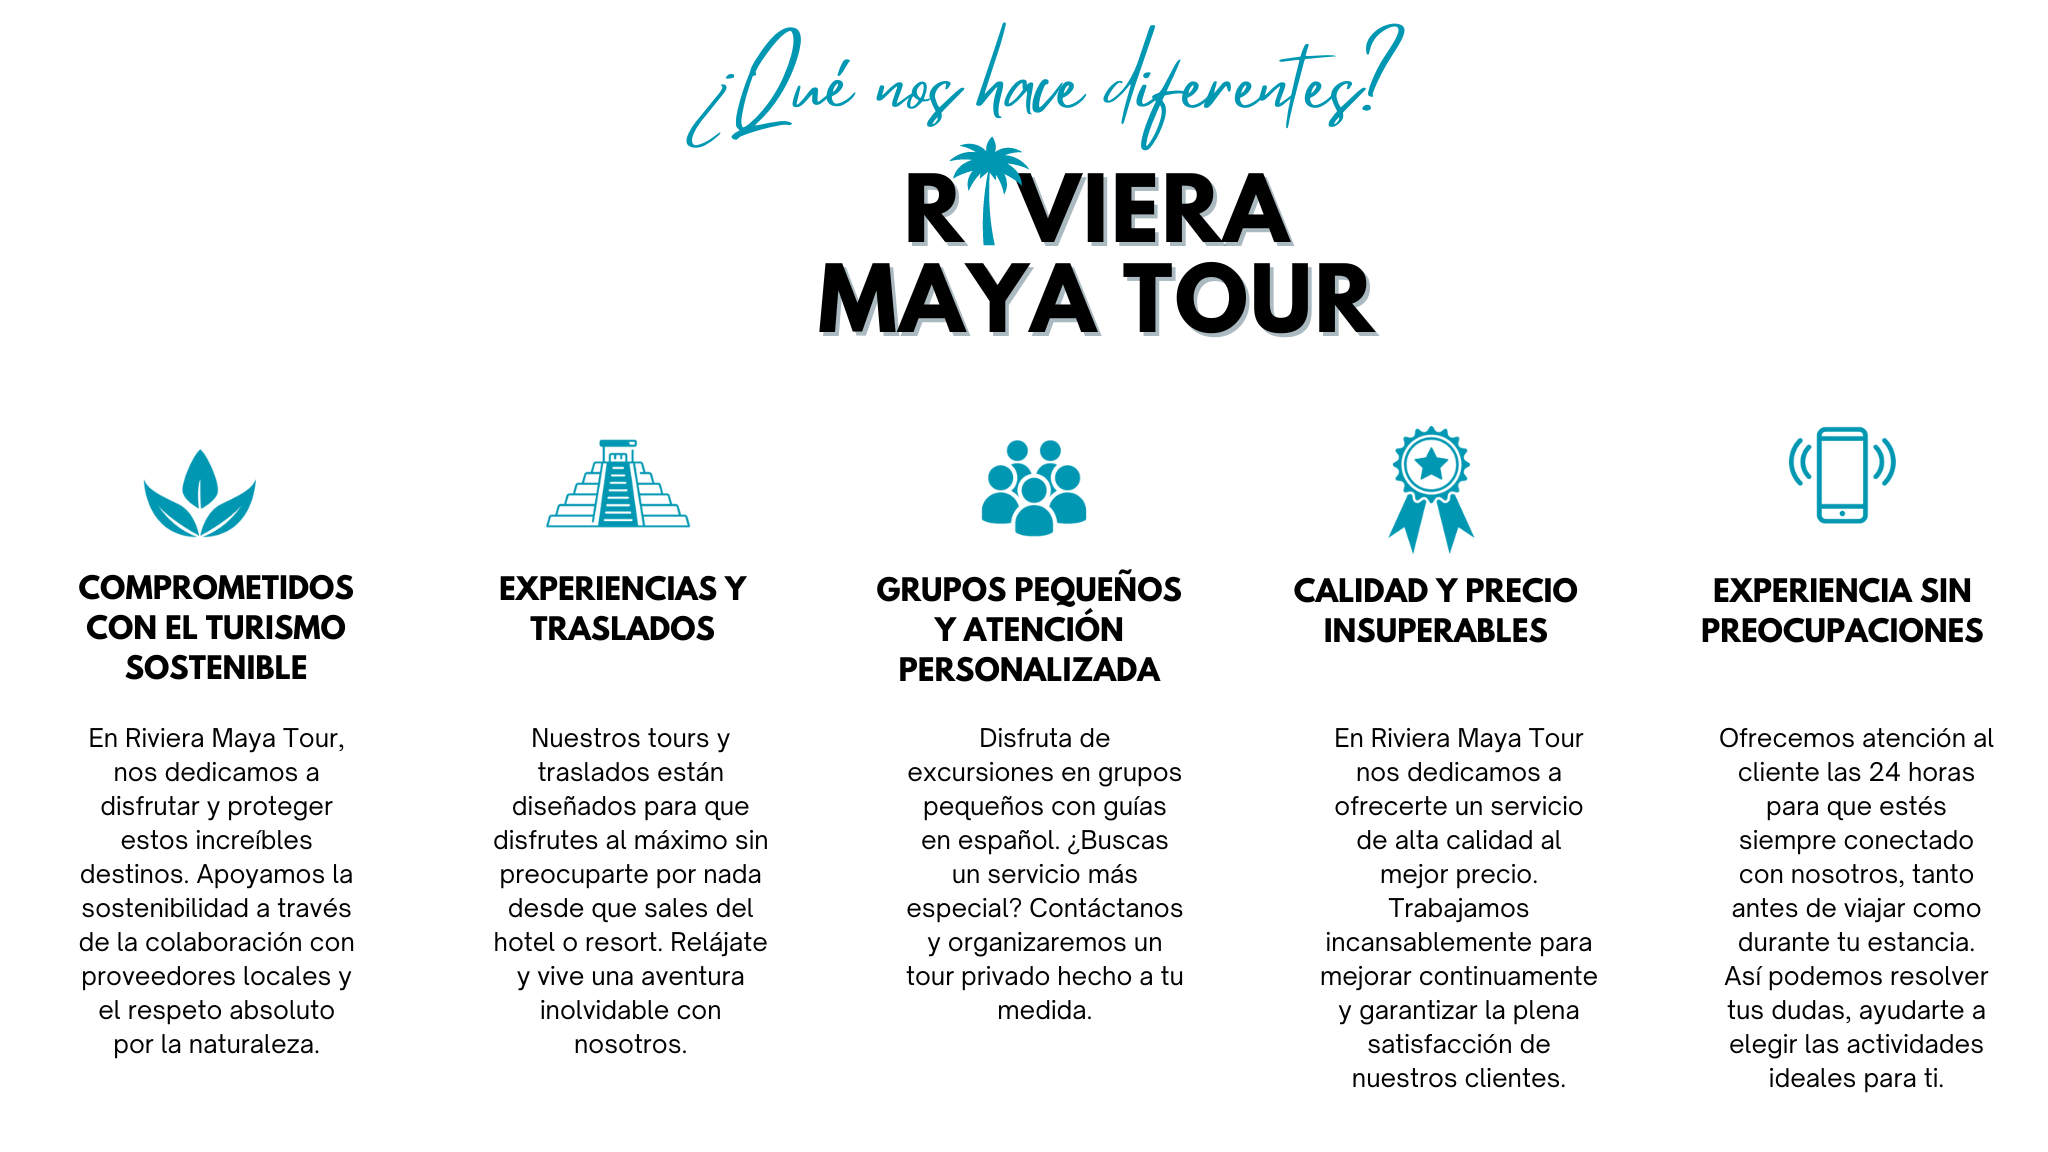 ¿Qué nos hace diferentes?
RIVIERA
MAYA TOUR
COMPROMETIDOS
CON EL TURISMO
SOSTENIBLE
En Riviera Maya Tour,
nos dedicamos a
disfrutar y proteger
estos increíbles
destinos. Apoyamos la
sostenibilidad a través
de la colaboración con
proveedores locales y
el respeto absoluto
por la naturaleza.
EXPERIENCIAS Y
TRASLADOS
Nuestros tours y
traslados están
diseñados para que
disfrutes al máximo sin
preocuparte por nada
desde que sales del
hotel o resort. Relájate
y vive una aventura
inolvidable con
nosotros.
GRUPOS PEQUEÑOS
Y ATENCIÓN
PERSONALIZADA
Disfruta de
excursiones en grupos
pequeños con guías
en español. ¿Buscas
un servicio más
especial? Contáctanos
y organizaremos un
tour privado hecho a tu
medida.
CALIDAD Y PRECIO
INSUPERABLES
En Riviera Maya Tour
nos dedicamos a
ofrecerte un servicio
de alta calidad al
mejor precio.
Trabajamos
incansablemente para
mejorar continuamente
y garantizar la plena
satisfacción de
nuestros clientes.
EXPERIENCIA SIN
PREOCUPACIONES
Ofrecemos atención al
cliente las 24 horas
para que estés
siempre conectado
con nosotros, tanto
antes de viajar como
durante tu estancia.
Así podemos resolver
tus dudas, ayudarte a
elegir las actividades
ideales para ti.